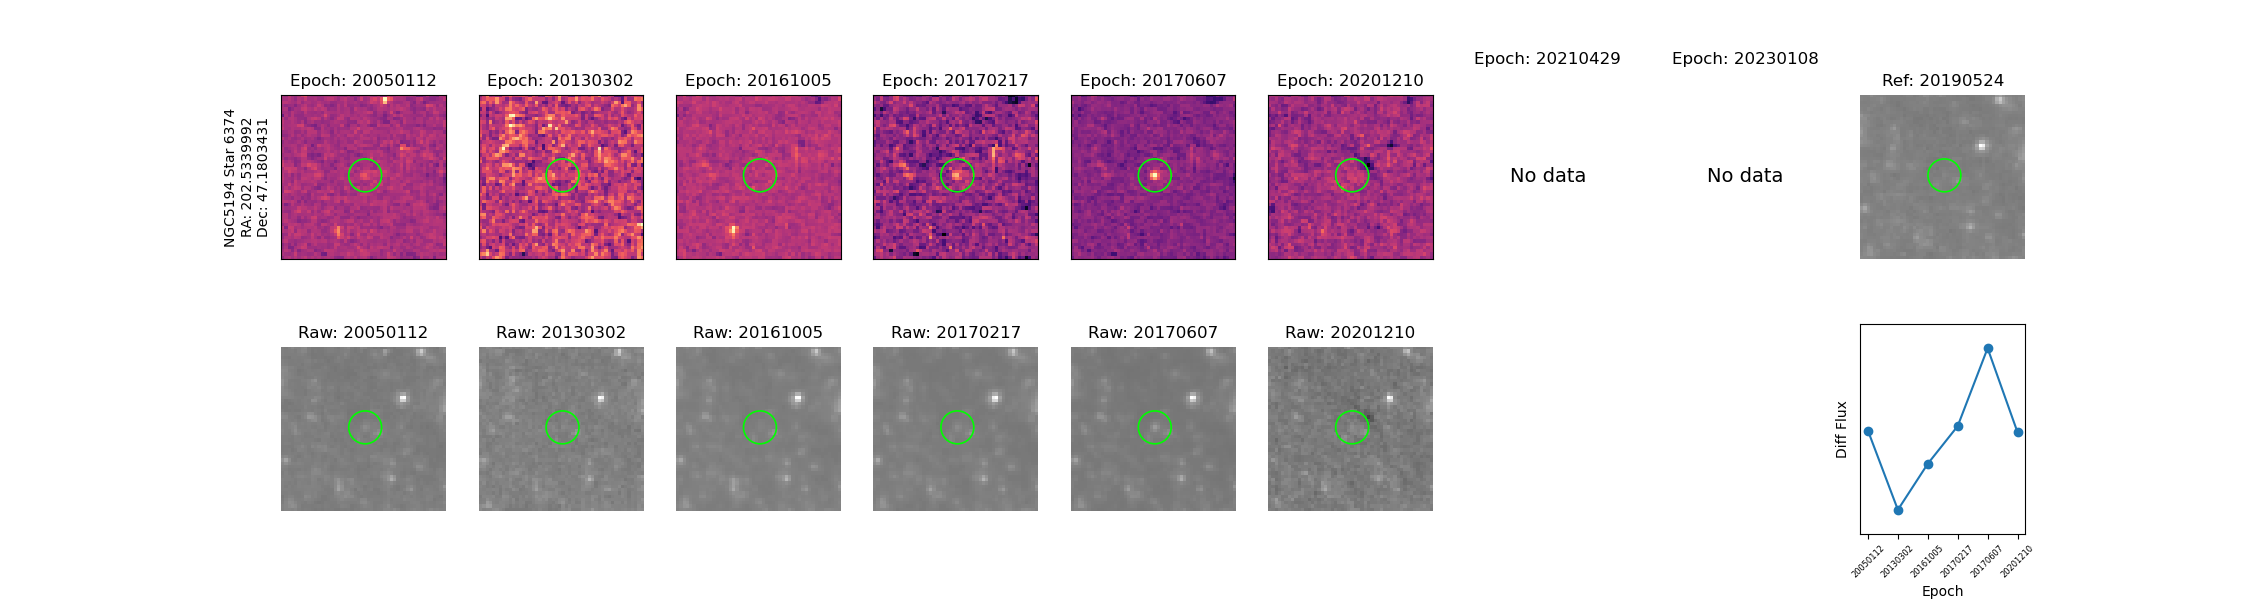 Epoch: 20210429
Epoch: 20230108
Epoch: 20050112
Epoch: 20130302
Epoch: 20161005
Epoch: 20170217
Epoch: 20170607
Epoch: 20201210
Ref: 20190524
NGC5194 Star 6374
RA: 202.5339992
Dec: 47.1803431
No data
No data
Raw: 20050112
Raw: 20130302
Raw: 20161005
Raw: 20170217
Raw: 20170607
Raw: 20201210
Diff Flux
20050112
20130302
20161005
20170217
20170607
20201210
Epoch